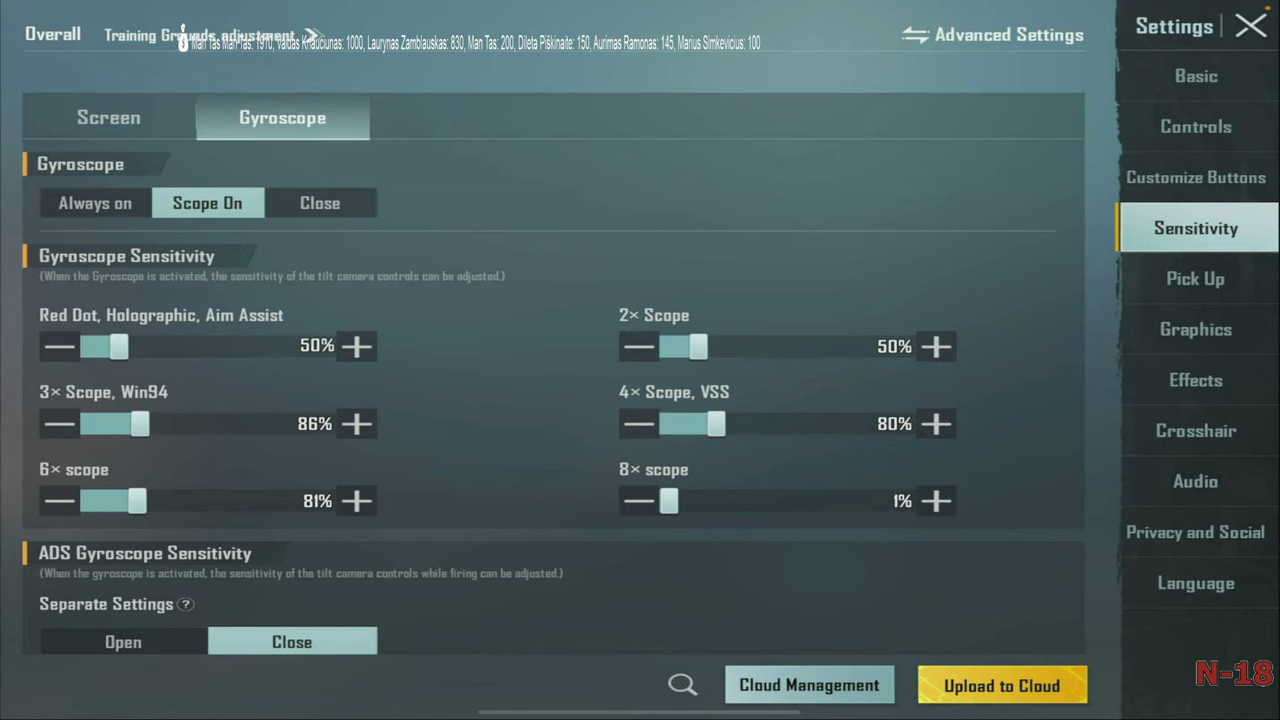 Overall
Training Grounds adjustment
Man Tas Man Tas: 1910, Valdas Kriaučiūnas: 1000, Laurynas Zamblauskas: 830, Man Tas: 200, Dileta Piškinaitė: 150, Aurimas Ramonas: 145, Marius Simkevicius: 100
Advanced Settings
Settings
Screen
Gyroscope
Gyroscope
Always on
Scope On
Close
Gyroscope Sensitivity
(When the Gyroscope is activated, the sensitivity of the tilt camera controls can be adjusted.)
Red Dot, Holographic, Aim Assist
50%
2× Scope
50%
3× Scope, Win94
86%
4× Scope, VSS
80%
6× scope
81%
8× scope
1%
ADS Gyroscope Sensitivity
(When the gyroscope is activated, the sensitivity of the tilt camera controls while firing can be adjusted.)
Separate Settings ?
Open
Close
Cloud Management
Upload to Cloud
Basic
Controls
Customize Buttons
Sensitivity
Pick Up
Graphics
Effects
Crosshair
Audio
Privacy and Social
Language
N-18